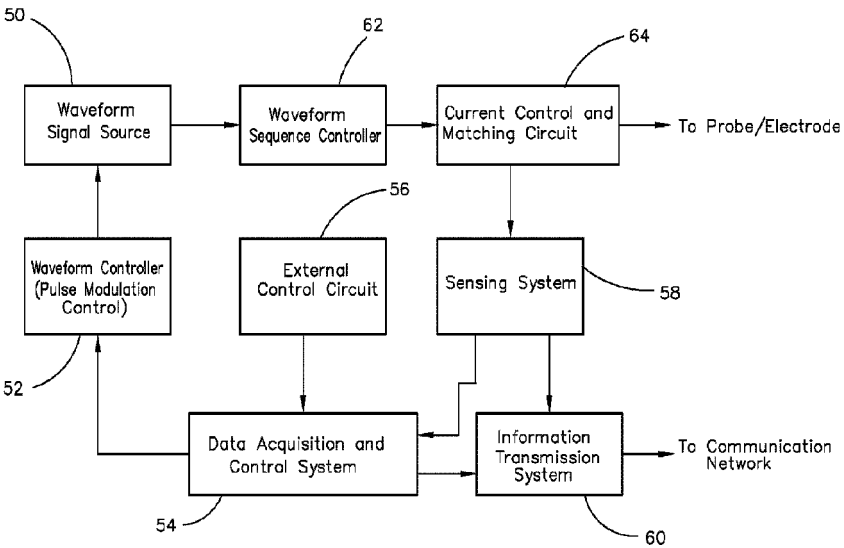 50
62
64
Waveform
Signal Source
Waveform
Sequence Controller
Current Control and
Matching Circuit
To Probe/Electrode
56
Waveform Controller
(Pulse Modulation
Control)
External
Control Circuit
Sensing System
58
52
Data Acquisition and
Control System
Information
Transmission
System
To Communication
Network
54
60